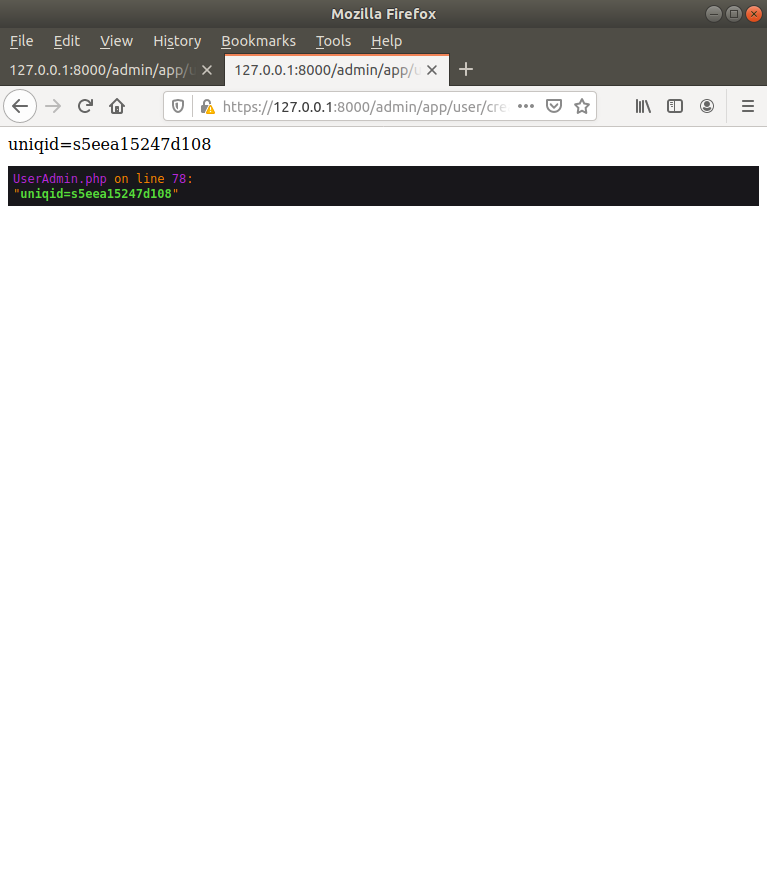 Mozilla Firefox
File Edit View History Bookmarks Tools Help
127.0.0.1:8000/admin/app/u 127.0.0.1:8000/admin/app/u
https://127.0.0.1:8000/admin/app/user/cre
uniqid=s5eea15247d108
UserAdmin.php on line 78:
"uniqid=s5eea15247d108"